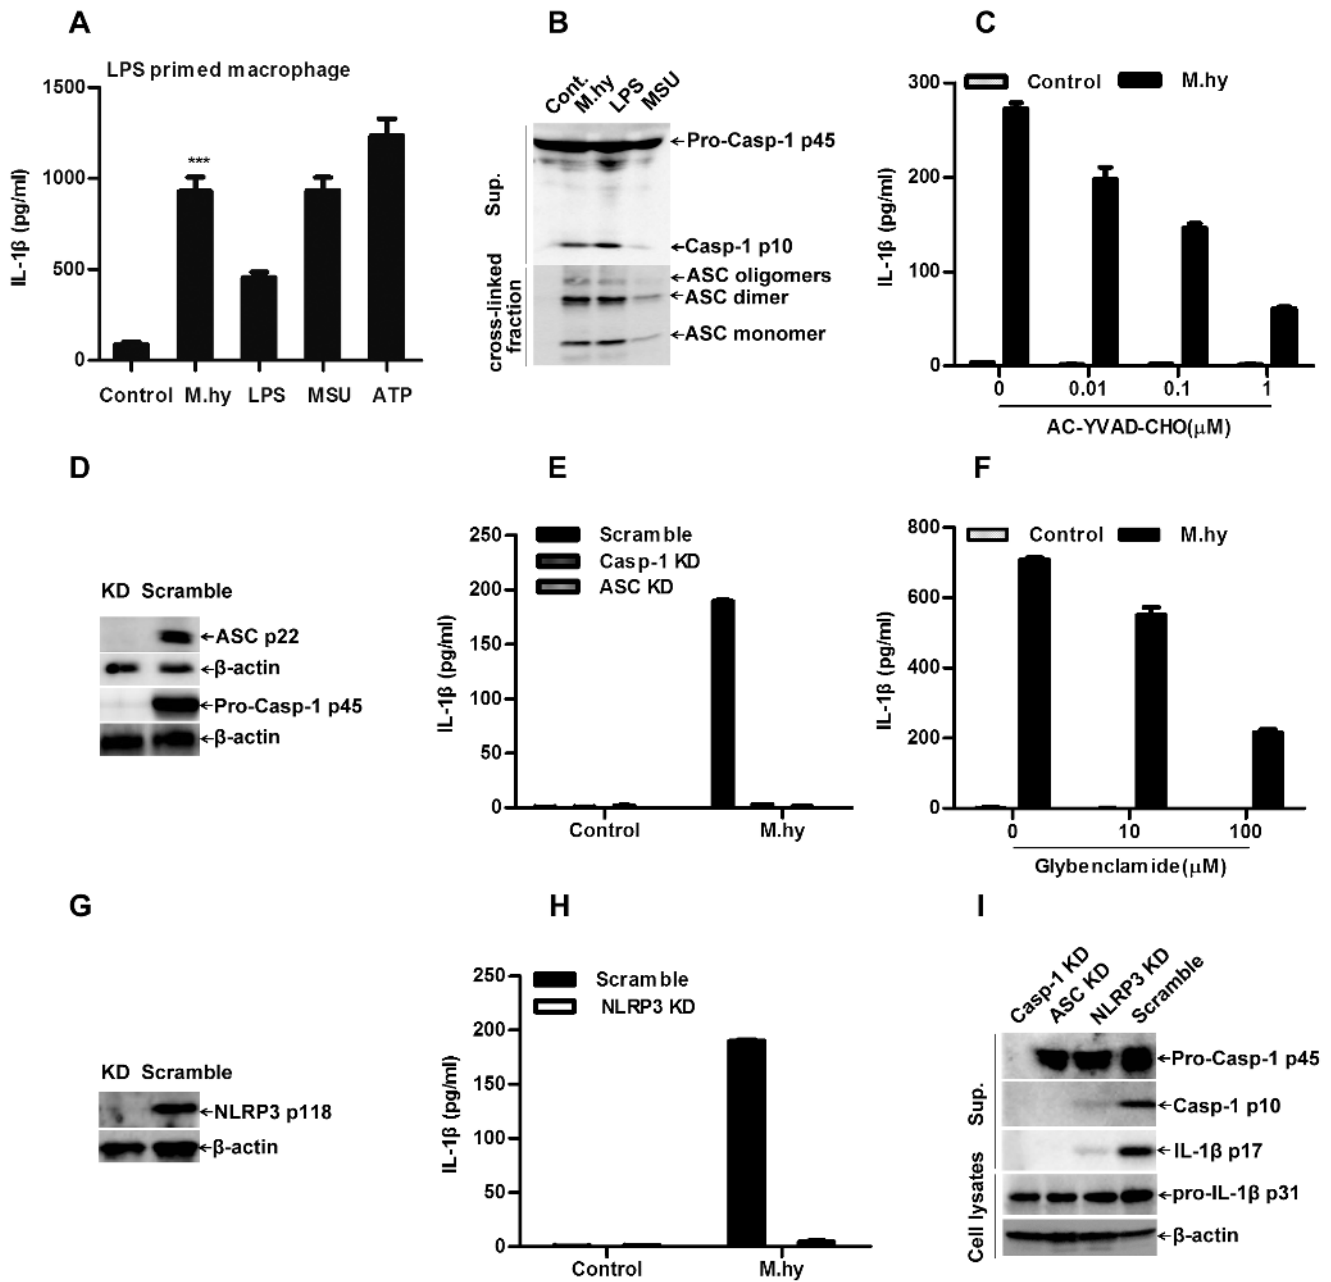 A
LPS primed macrophage
1500
1000
500
0
IL-1β (pg/ml)
***
Control M.hy LPS MSU ATP
B
Cont.
M.hy
LPS
MSU
Sup.
cross-linked
fraction
←Pro-Casp-1 p45
←Casp-1 p10
←ASC oligomers
←ASC dimer
←ASC monomer
C
Control M.hy
300
200
100
0
IL-1β (pg/ml)
0 0.01 0.1 1
AC-YVAD-CHO(μM)
D
KD Scramble
←ASC p22
←β-actin
←Pro-Casp-1 p45
←β-actin
E
Scramble
Casp-1 KD
ASC KD
250
200
150
100
50
0
IL-1β (pg/ml)
Control M.hy
F
Control M.hy
800
600
400
200
0
IL-1β (pg/ml)
0 10 100
Glybenclamide(μM)
G
KD Scramble
←NLRP3 p118
←β-actin
H
Scramble
NLRP3 KD
250
200
150
100
50
0
IL-1β (pg/ml)
Control M.hy
I
Casp-1 KD
ASC KD
NLRP3 KD
Scramble
Sup.
Cell lysates
←Pro-Casp-1 p45
←Casp-1 p10
←IL-1β p17
←pro-IL-1β p31
←β-actin